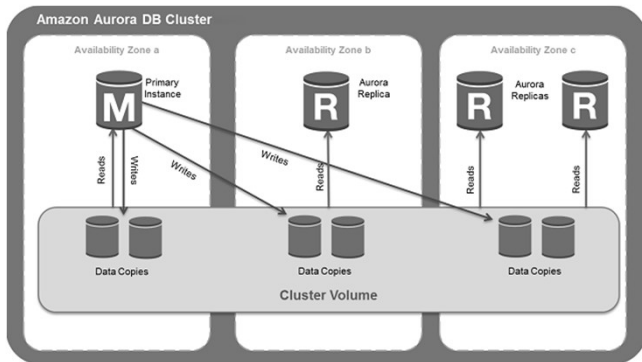 Amazon Aurora DB Cluster
Availability Zone a
Availability Zone b
Availability Zone c
M
Primary
Instance
R
Aurora
Replica
R
Aurora
Replicas
R
Reads
Writes
Writes
Reads
Writes
Reads
Reads
Data Copies
Data Copies
Data Copies
Cluster Volume